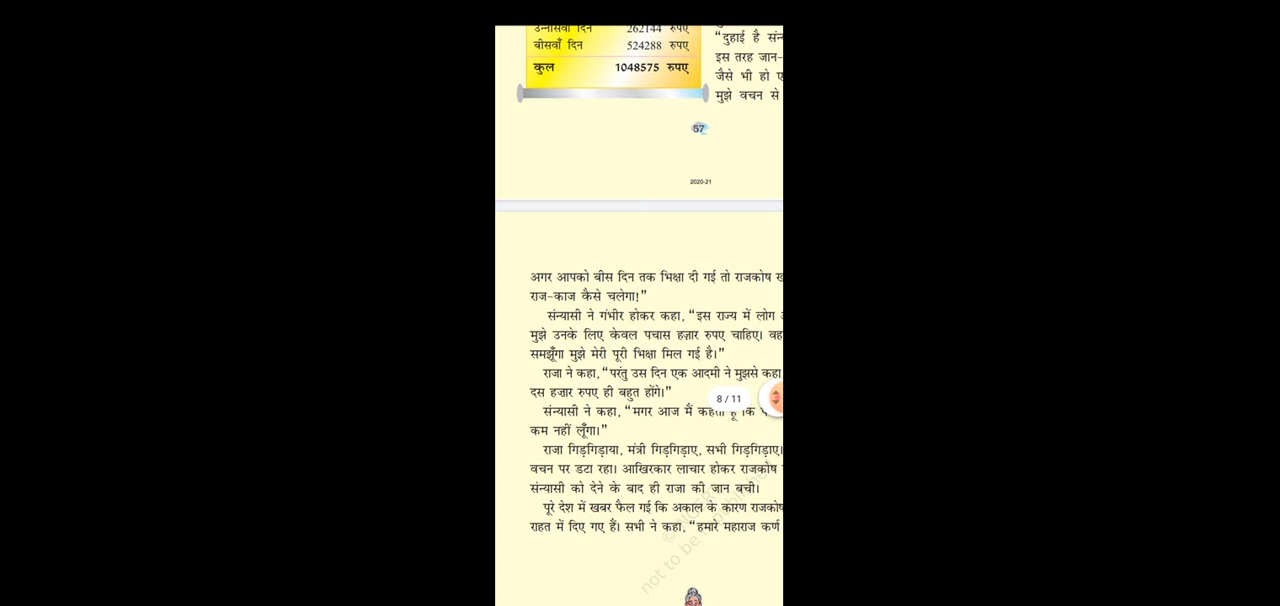 उन्नीसवाँ दिन 262144 रुपए
बीसवाँ दिन 524288 रुपए
कुल 1048575 रुपए
“दुहाई है
इस तरह जान-
जैसे भी हो
मुझे वचन से
57
2020-21
अगर आपको बीस दिन तक भिक्षा दी गई तो राजकोष
राज-काज कैसे चलेगा!”
संन्यासी ने गंभीर होकर कहा, “इस राज्य में लोग
मुझे उनके लिए केवल पचास हज़ार रुपए चाहिए। वह
समझूँगा मुझे मेरी पूरी भिक्षा मिल गई है।”
राजा ने कहा, “परंतु उस दिन एक आदमी ने मुझसे कहा
दस हज़ार रुपए ही बहुत होंगे।”
8 / 11
संन्यासी ने कहा, “मगर आज मैं कहता हूँ कि
कम नहीं लूँगा।”
राजा गिड़गिड़ाया, मंत्री गिड़गिड़ाए, सभी गिड़गिड़ाए।
वचन पर डटा रहा। आखिरकार लाचार होकर राजकोष
संन्यासी को देने के बाद ही राजा की जान बची।
पूरे देश में खबर फैल गई कि अकाल के कारण राजकोष
राहत में दिए गए हैं। सभी ने कहा, “हमारे महाराज कर्ण
not to be